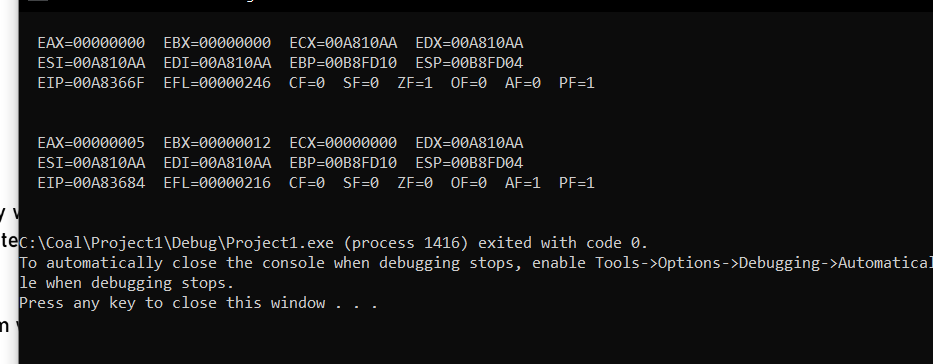 EAX=00000000  EBX=00000000  ECX=00A810AA  EDX=00A810AA
ESI=00A810AA  EDI=00A810AA  EBP=00B8FD10  ESP=00B8FD04
EIP=00A8366F  EFL=00000246  CF=0  SF=0  ZF=1  OF=0  AF=0  PF=1
EAX=00000005  EBX=00000012  ECX=00000000  EDX=00A810AA
ESI=00A810AA  EDI=00A810AA  EBP=00B8FD10  ESP=00B8FD04
EIP=00A83684  EFL=00000216  CF=0  SF=0  ZF=0  OF=0  AF=1  PF=1
C:\Coal\Project1\Debug\Project1.exe (process 1416) exited with code 0.
To automatically close the console when debugging stops, enable Tools->Options->Debugging->Automatical
le when debugging stops.
Press any key to close this window . . .